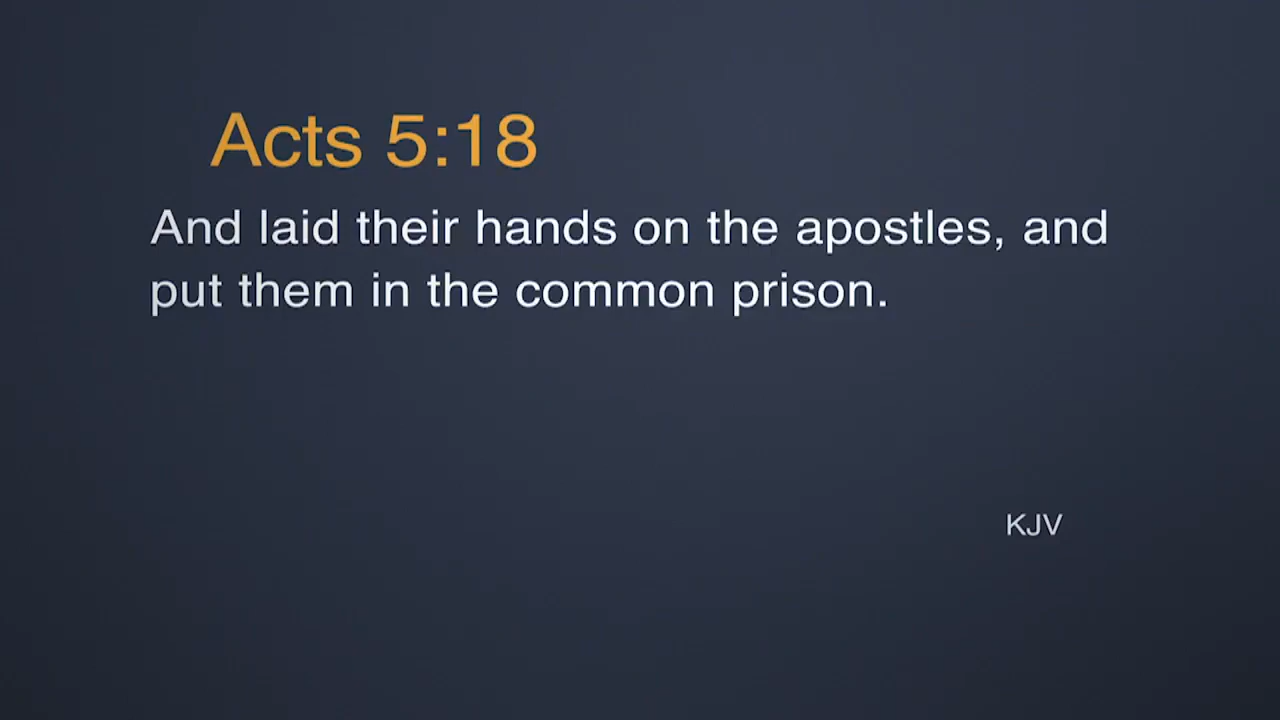 Acts 5:18
And laid their hands on the apostles, and
put them in the common prison.
KJV